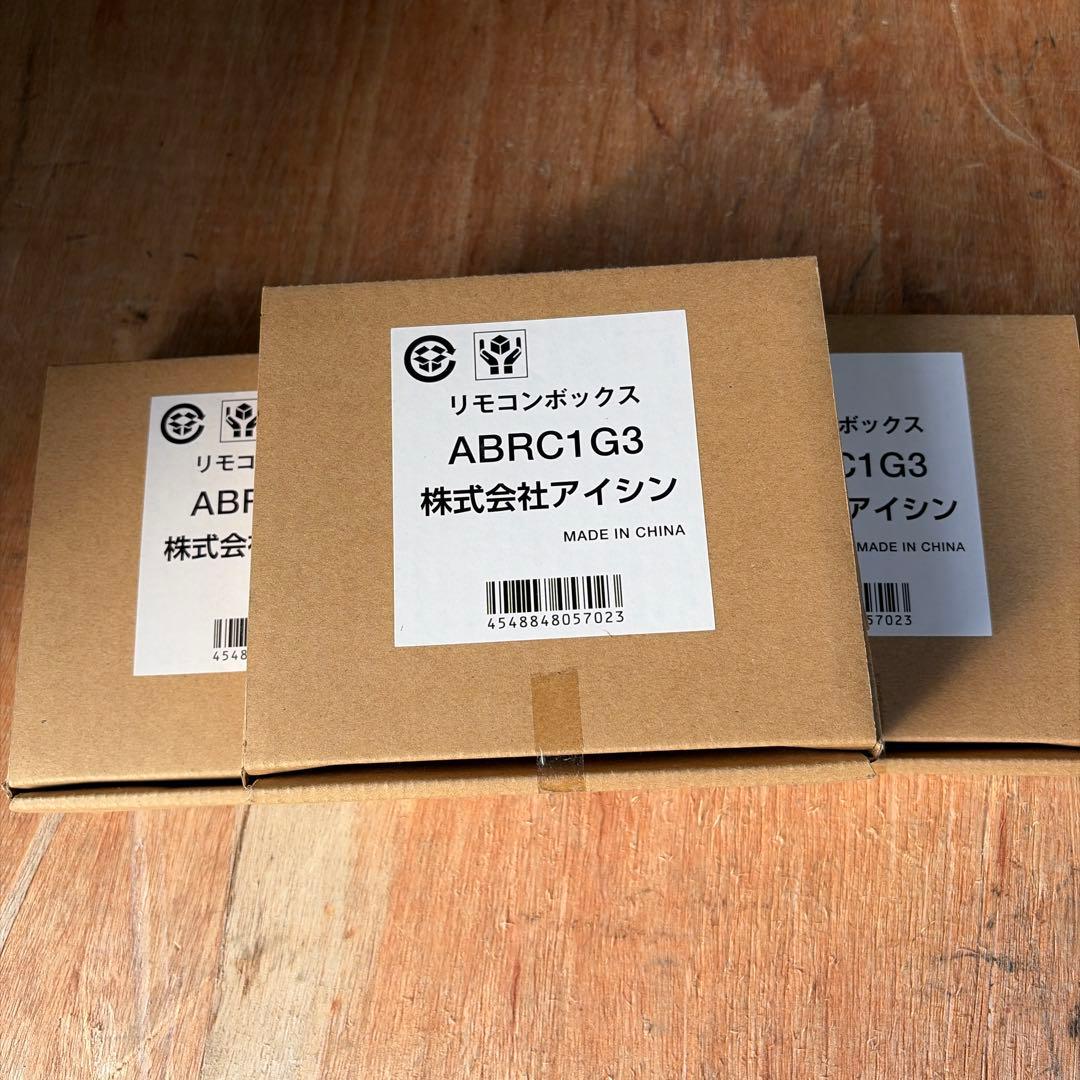 リモコンボックス
ABRC1G3
株式会社アイシン
MADE IN CHINA
4548848057023
リモコ
ABR
株式会
4548
ボックス
C1G3
アイシン
MADE IN CHINA
57023